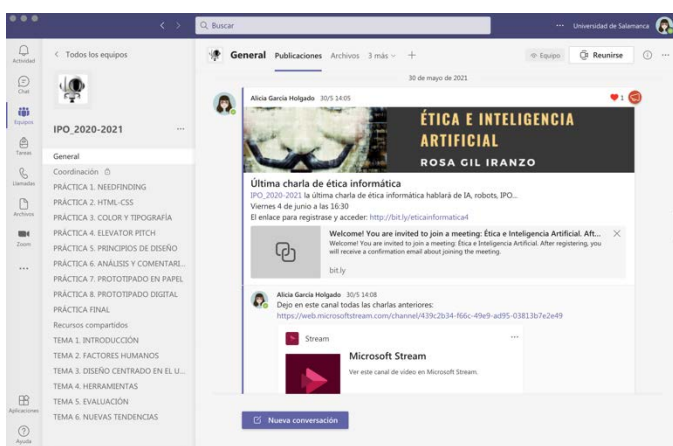 Buscar
Universidad de Salamanca
Actividad
Chat
Equipos
Tareas
Llamadas
Archivos
Zoom
Aplicaciones
Ayuda
Todos los equipos
IPO_2020-2021
General
Coordinación
PRÁCTICA 1. NEEDFINDING
PRÁCTICA 2. HTML-CSS
PRÁCTICA 3. COLOR Y TIPOGRAFÍA
PRÁCTICA 4. ELEVATOR PITCH
PRÁCTICA 5. PRINCIPIOS DE DISEÑO
PRÁCTICA 6. ANÁLISIS Y COMENTARI...
PRÁCTICA 7. PROTOTIPADO EN PAPEL
PRÁCTICA 8. PROTOTIPADO DIGITAL
PRÁCTICA FINAL
Recursos compartidos
TEMA 1. INTRODUCCIÓN
TEMA 2. FACTORES HUMANOS
TEMA 3. DISEÑO CENTRADO EN EL U...
TEMA 4. HERRAMIENTAS
TEMA 5. EVALUACIÓN
TEMA 6. NUEVAS TENDENCIAS
General Publicaciones Archivos 3 más
Equipo Reunirse
30 de mayo de 2021
Alicia García Holgado 30/5 14:05
1
ÉTICA E INTELIGENCIA
ARTIFICIAL
ROSA GIL IRANZO
Última charla de ética informática
IPO_2020-2021 la última charla de ética informática hablará de IA, robots, IPO...
Viernes 4 de junio a las 16:30
El enlace para registrase y acceder: http://bit.ly/eticainformatica4
Welcome! You are invited to join a meeting: Ética e Inteligencia Artificial. Aft...
Welcome! You are invited to join a meeting: Ética e Inteligencia Artificial. After registering, you
will receive a confirmation email about joining the meeting.
bit.ly
Alicia García Holgado 30/5 14:08
Dejo en este canal todas las charlas anteriores:
https://web.microsoftstream.com/channel/439c2b34-f66c-49e9-ad95-03813b7e2e49
Stream
Microsoft Stream
Ver este canal de vídeo en Microsoft Stream.
Nueva conversación